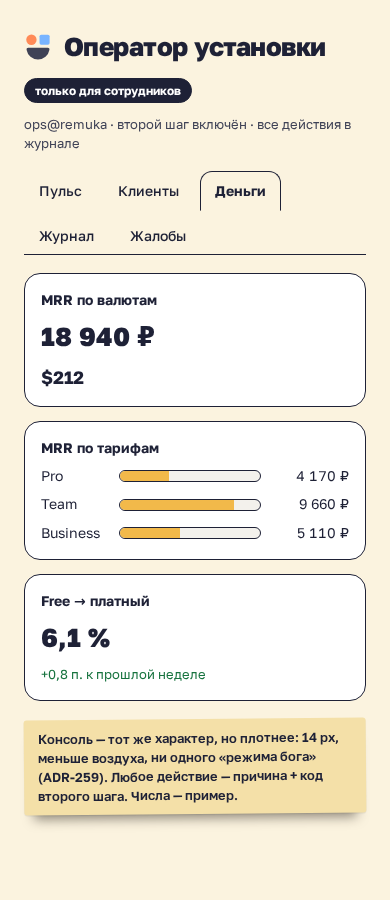 Оператор установки
только для сотрудников
ops@remuka · второй шаг включён · все действия в
журнале
Пульс Клиенты Деньги
Журнал Жалобы
MRR по валютам
18 940 ₽
$212
MRR по тарифам
Pro 4 170 ₽
Team 9 660 ₽
Business 5 110 ₽
Free → платный
6,1 %
+0,8 п. к прошлой неделе
Консоль — тот же характер, но плотнее: 14 px,
меньше воздуха, ни одного «режима бога»
(ADR-259). Любое действие — причина + код
второго шага. Числа — пример.